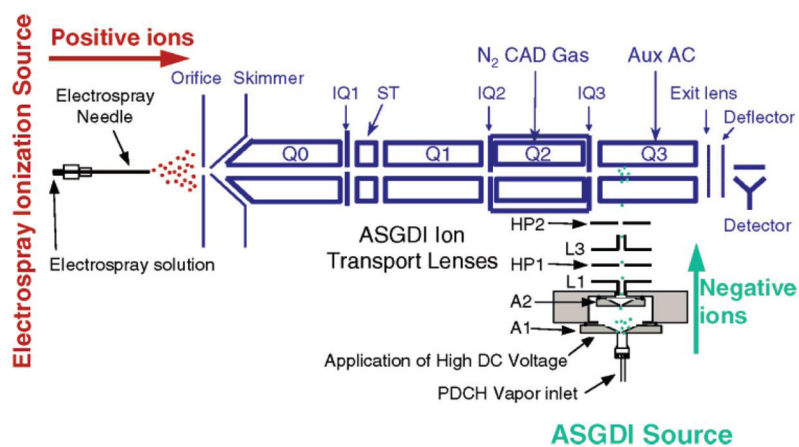 Electrospray Ionization Source
Positive ions
Electrospray
Needle
Electrospray solution
Orifice
Skimmer
IQ1
ST
N₂ CAD Gas
Aux AC
IQ2
IQ3
Exit lens
Deflector
Q0
Q1
Q2
Q3
Detector
ASGDI Ion
Transport Lenses
HP2
L3
HP1
L1
A2
A1
Negative
ions
Application of High DC Voltage
PDCH Vapor inlet
ASGDI Source